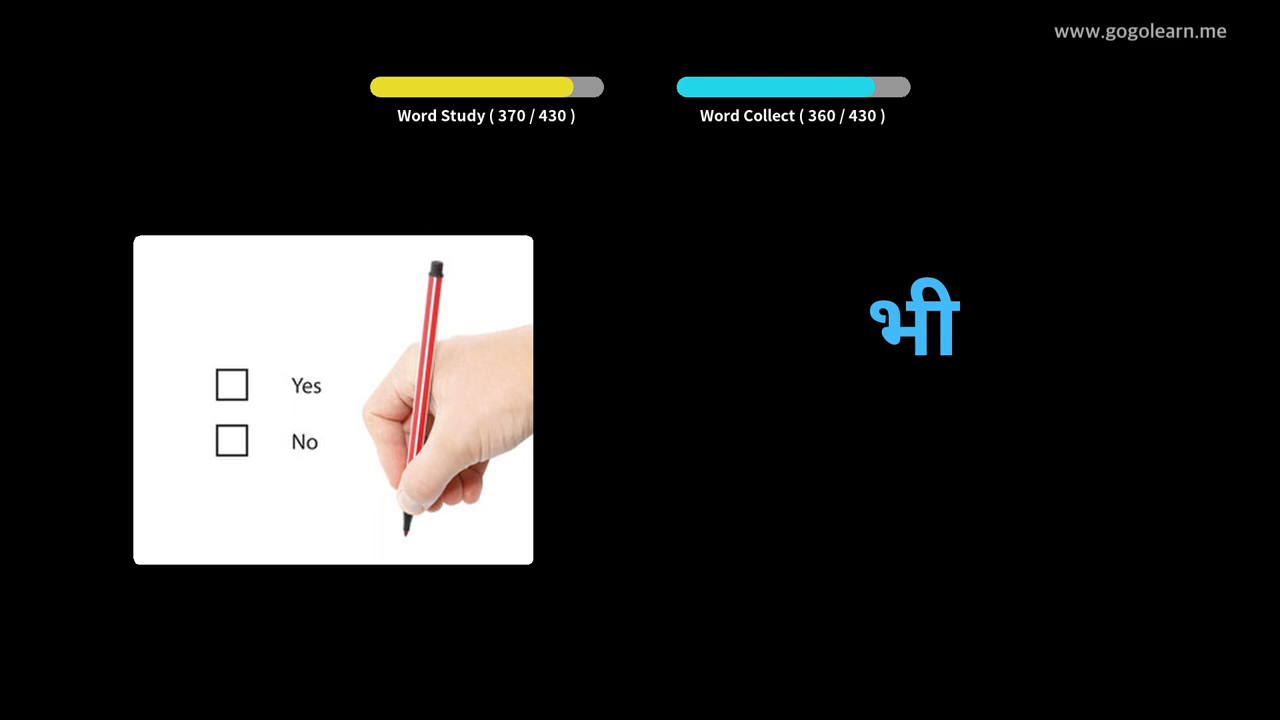 www.gogolearn.me
Word Study ( 370 / 430 )
Word Collect ( 360 / 430 )
Yes
No
भी